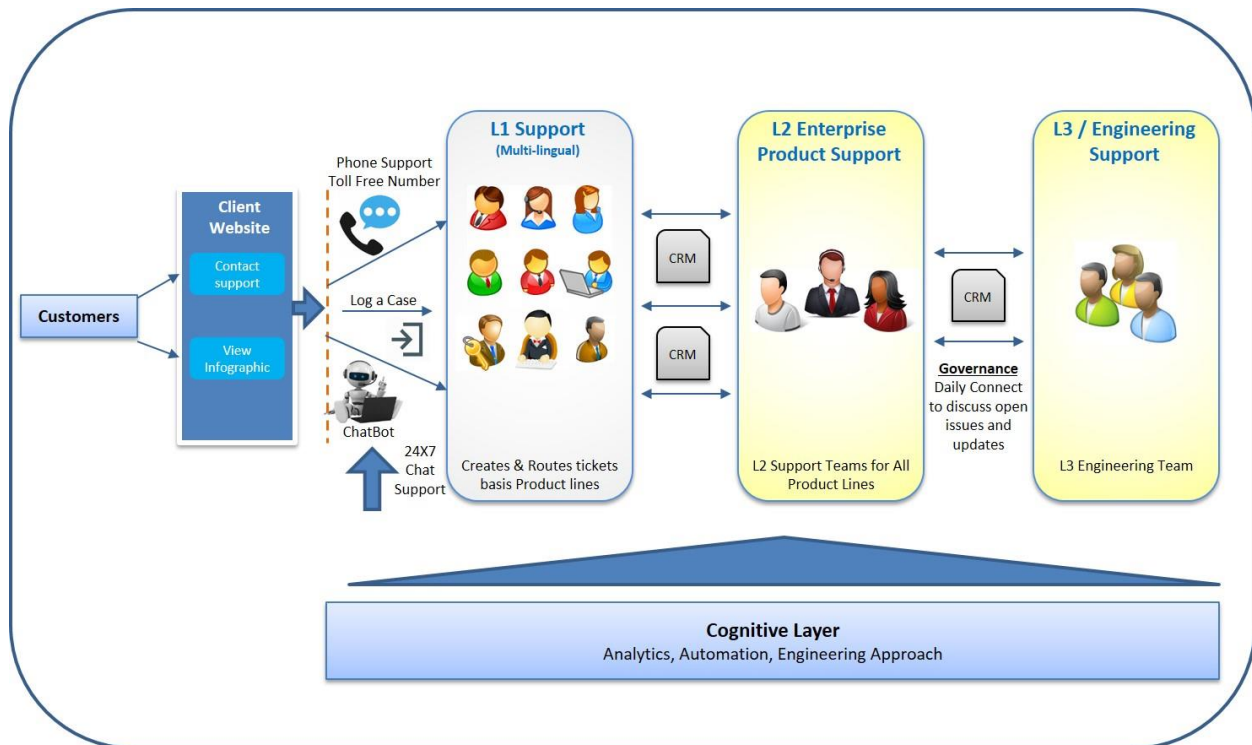 Customers
Client
Website
Contact
support
View
Infographic
Phone Support
Toll Free Number
Log a Case
ChatBot
24X7
Chat
Support
L1 Support
(Multi-lingual)
Creates & Routes tickets
basis Product lines
CRM
CRM
L2 Enterprise
Product Support
L2 Support Teams for All
Product Lines
CRM
Governance
Daily Connect
to discuss open
issues and
updates
L3 / Engineering
Support
L3 Engineering Team
Cognitive Layer
Analytics, Automation, Engineering Approach